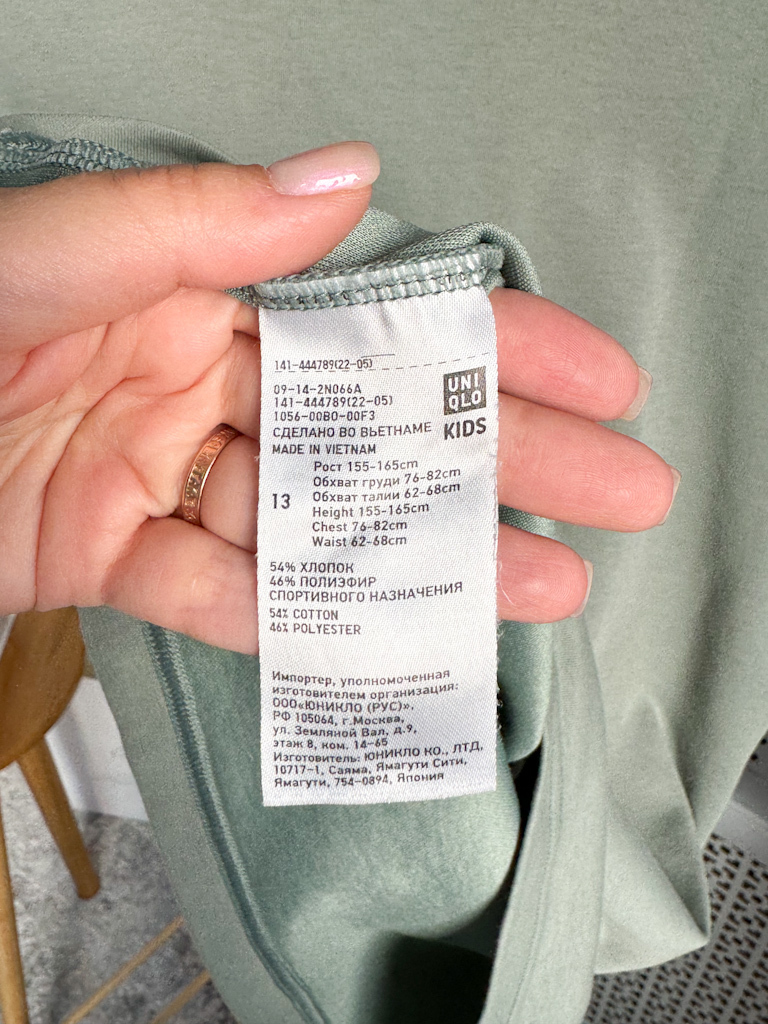 141-444789(22-05)
09-14-2N066A
141-444789(22-05)
1056-00B0-00F3
UNI
QLO
KIDS
СДЕЛАНО ВО ВЬЕТНАМЕ
MADE IN VIETNAM
13
Рост 155-165cm
Обхват груди 76-82cm
Обхват талии 62-68cm
Height 155-165cm
Chest 76-82cm
Waist 62-68cm
54% ХЛОПОК
46% ПОЛИЭФИР
СПОРТИВНОГО НАЗНАЧЕНИЯ
54% COTTON
46% POLYESTER
Импортер, уполномоченная
изготовителем организация:
ООО«ЮНИКЛО (РУС)»,
РФ 105064, г.Москва,
ул. Земляной Вал, д.9,
этаж 8, ком. 14-65
Изготовитель: ЮНИКЛО КО., ЛТД,
10717-1, Саяма, Ямагути Сити,
Ямагути, 754-0894, Япония